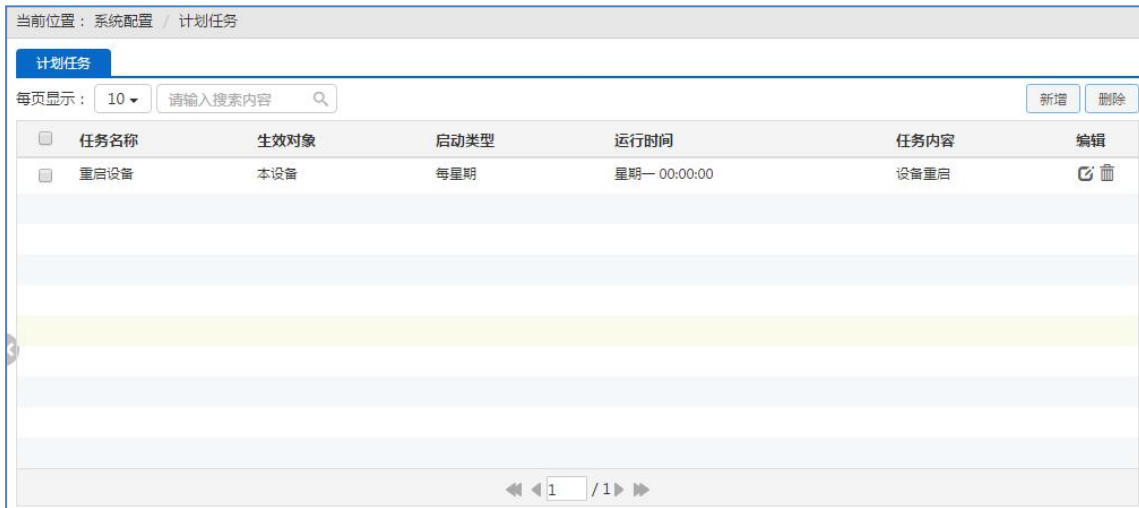 当前位置： 系统配置 / 计划任务
计划任务
每页显示： 10 请输入搜索内容 新增 删除
任务名称 生效对象 启动类型 运行时间 任务内容 编辑
重启设备 本设备 每星期 星期一 00:00:00 设备重启
1 / 1